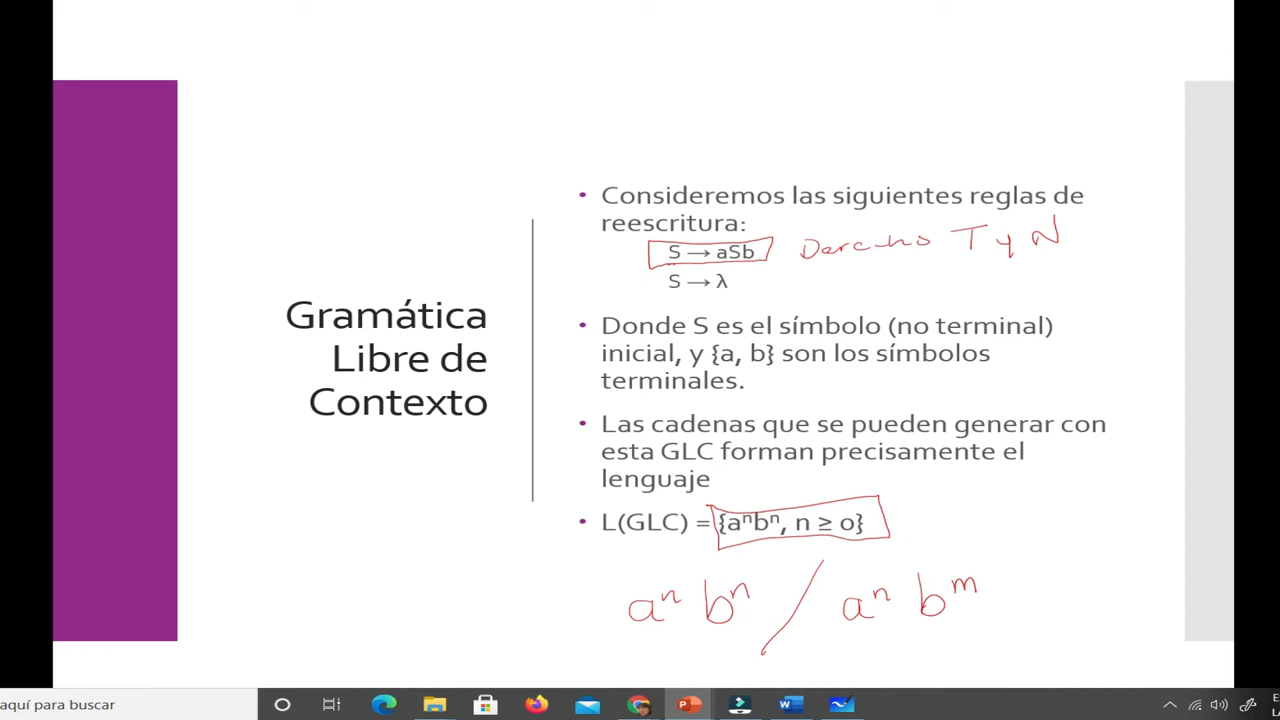 Gramática
Libre de
Contexto
• Consideremos las siguientes reglas de
reescritura:
S → aSb Derecho T y N
S → λ
• Donde S es el símbolo (no terminal)
inicial, y {a, b} son los símbolos
terminales.
• Las cadenas que se pueden generar con
esta GLC forman precisamente el
lenguaje
• L(GLC) = {aⁿbⁿ, n ≥ 0}
aⁿ bⁿ / aⁿ bᵐ
aquí para buscar